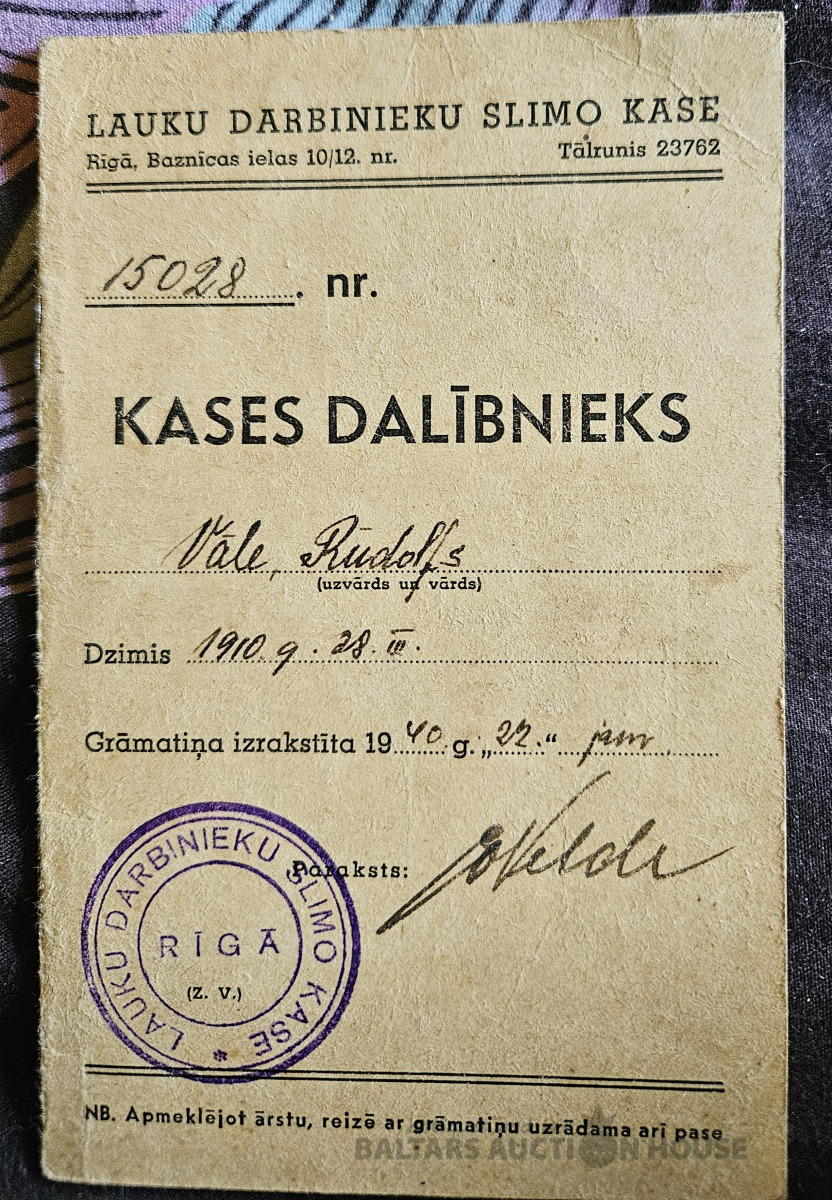 LAUKU DARBINIEKU SLIMO KASE
Rīgā, Baznīcas ielas 10/12. nr. Tālrunis 23762
15028. nr.
KASES DALĪBNIEKS
Vāle, Rūdolfs
(uzvārds un vārds)
Dzimis 1910. g. 28. III.
Grāmatiņa izrakstīta 1940. g. „22.“ jan.
Paraksts:
LAUKU DARBINIEKU SLIMO KASE *
RĪGĀ
(Z. V.)
NB. Apmeklējot ārstu, reizē ar grāmatiņu uzrādama arī pase
BALTARS AUCTION HOUSE